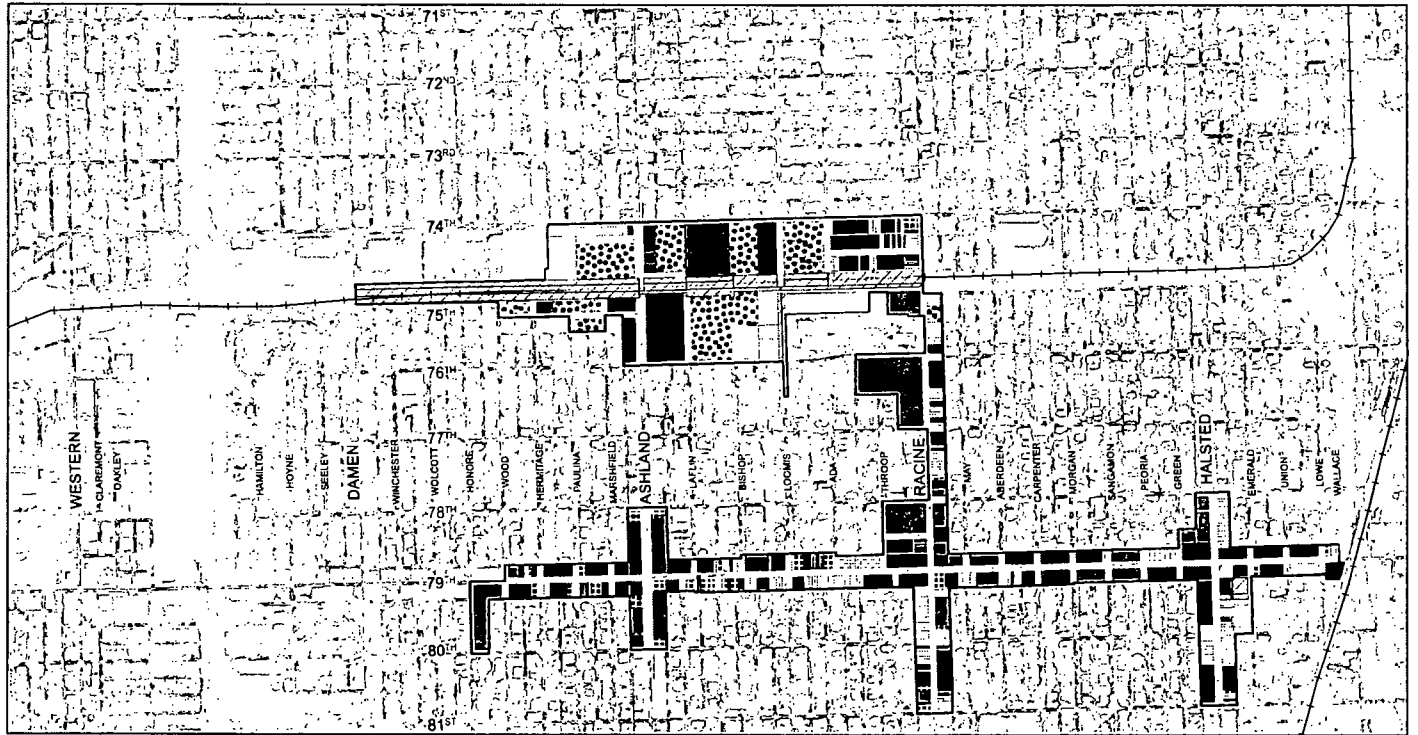 71ST
72ND
73RD
74TH
75TH
76TH
77TH
78TH
79TH
80TH
81ST
WESTERN
CLAREMONT
OAKLEY
HAMILTON
HOYNE
SEELEY
DAMEN
WINCHESTER
WOLCOTT
HONORE
WOOD
HERMITAGE
PAULINA
MARSHFIELD
ASHLAND
LAFLIN
BISHOP
LOOMIS
ADA
THROOP
RACINE
MAY
ABERDEEN
CARPENTER
MORGAN
SANGAMON
PEORIA
GREEN
HALSTED
EMERALD
UNION
LOWE
WALLACE